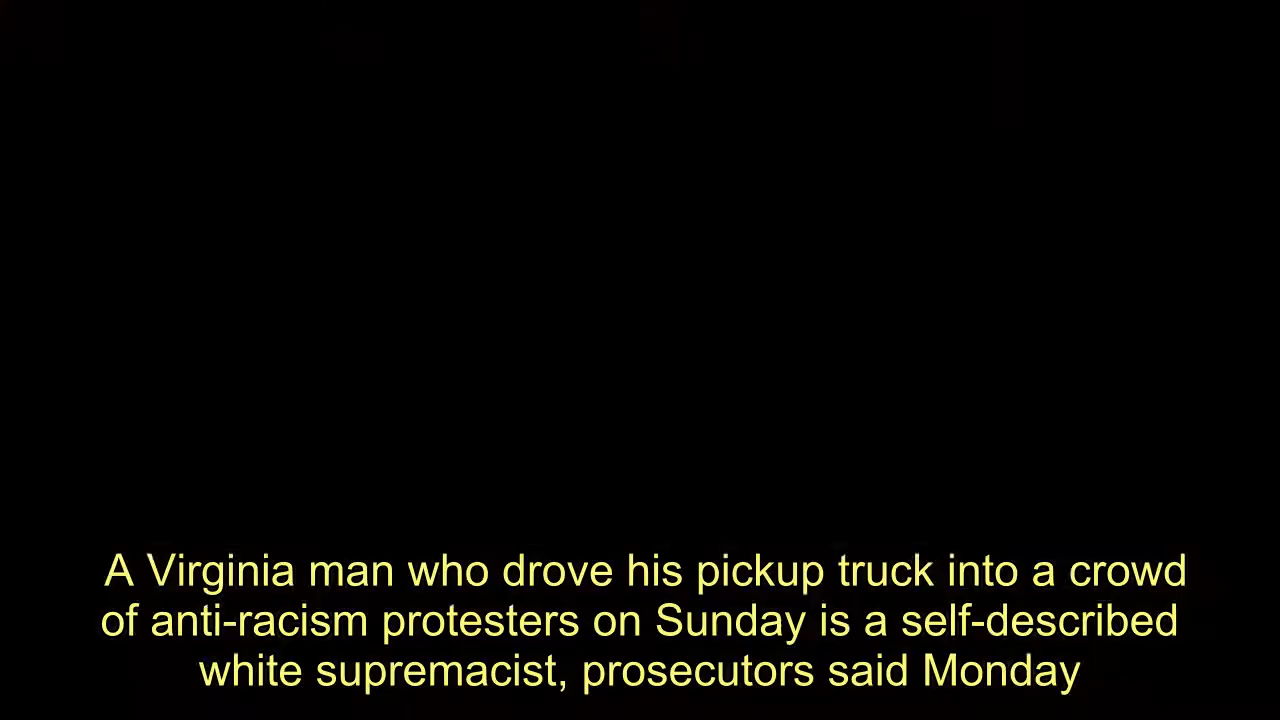 A Virginia man who drove his pickup truck into a crowd
of anti-racism protesters on Sunday is a self-described
white supremacist, prosecutors said Monday